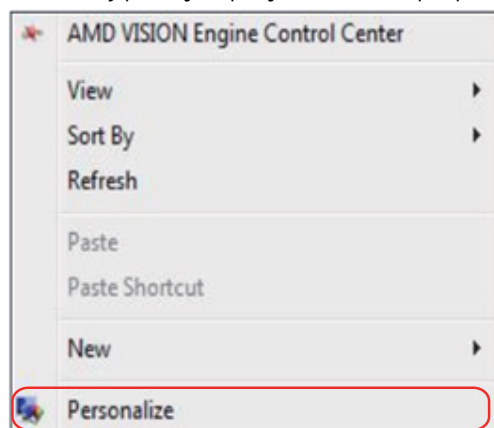 AMD VISION Engine Control Center
View
Sort By
Refresh
Paste
Paste Shortcut
New
Personalize